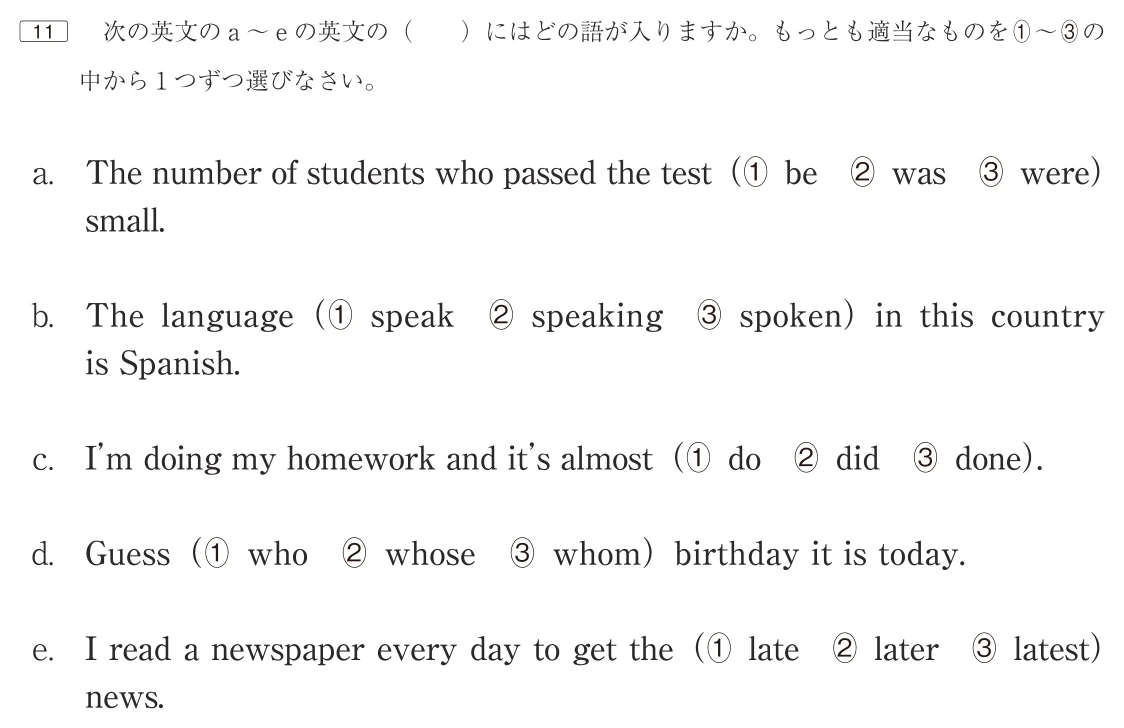 11 次の英文のa～eの英文の（　　）にはどの語が入りますか。もっとも適当なものを①～③の
中から１つずつ選びなさい。
a. The number of students who passed the test（① be ② was ③ were）
small.
b. The language（① speak ② speaking ③ spoken）in this country
is Spanish.
c. I’m doing my homework and it’s almost（① do ② did ③ done）.
d. Guess（① who ② whose ③ whom）birthday it is today.
e. I read a newspaper every day to get the（① late ② later ③ latest）
news.